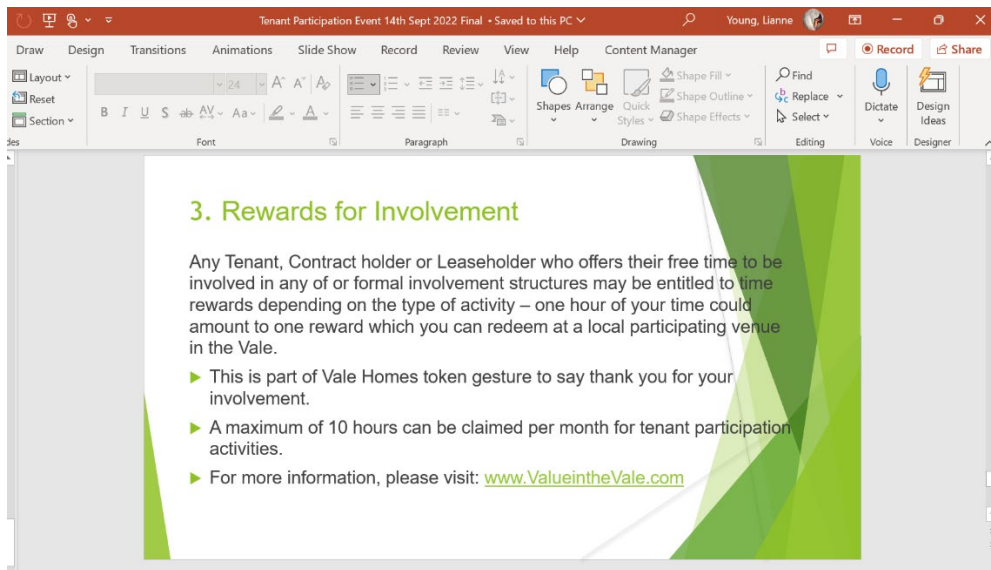 Tenant Participation Event 14th Sept 2022 Final • Saved to this PC
Young, Lianne
Draw Design Transitions Animations Slide Show Record Review View Help Content Manager Record Share
Layout
Reset
Section
24
B I U S ab AV Aa A
Font
Paragraph
Shapes Arrange Quick Styles
Shape Fill
Shape Outline
Shape Effects
Drawing
Find
Replace
Select
Editing
Dictate
Voice
Design Ideas
Designer
3. Rewards for Involvement
Any Tenant, Contract holder or Leaseholder who offers their free time to be
involved in any of or formal involvement structures may be entitled to time
rewards depending on the type of activity – one hour of your time could
amount to one reward which you can redeem at a local participating venue
in the Vale.
This is part of Vale Homes token gesture to say thank you for your
involvement.
A maximum of 10 hours can be claimed per month for tenant participation
activities.
For more information, please visit: www.ValueintheVale.com